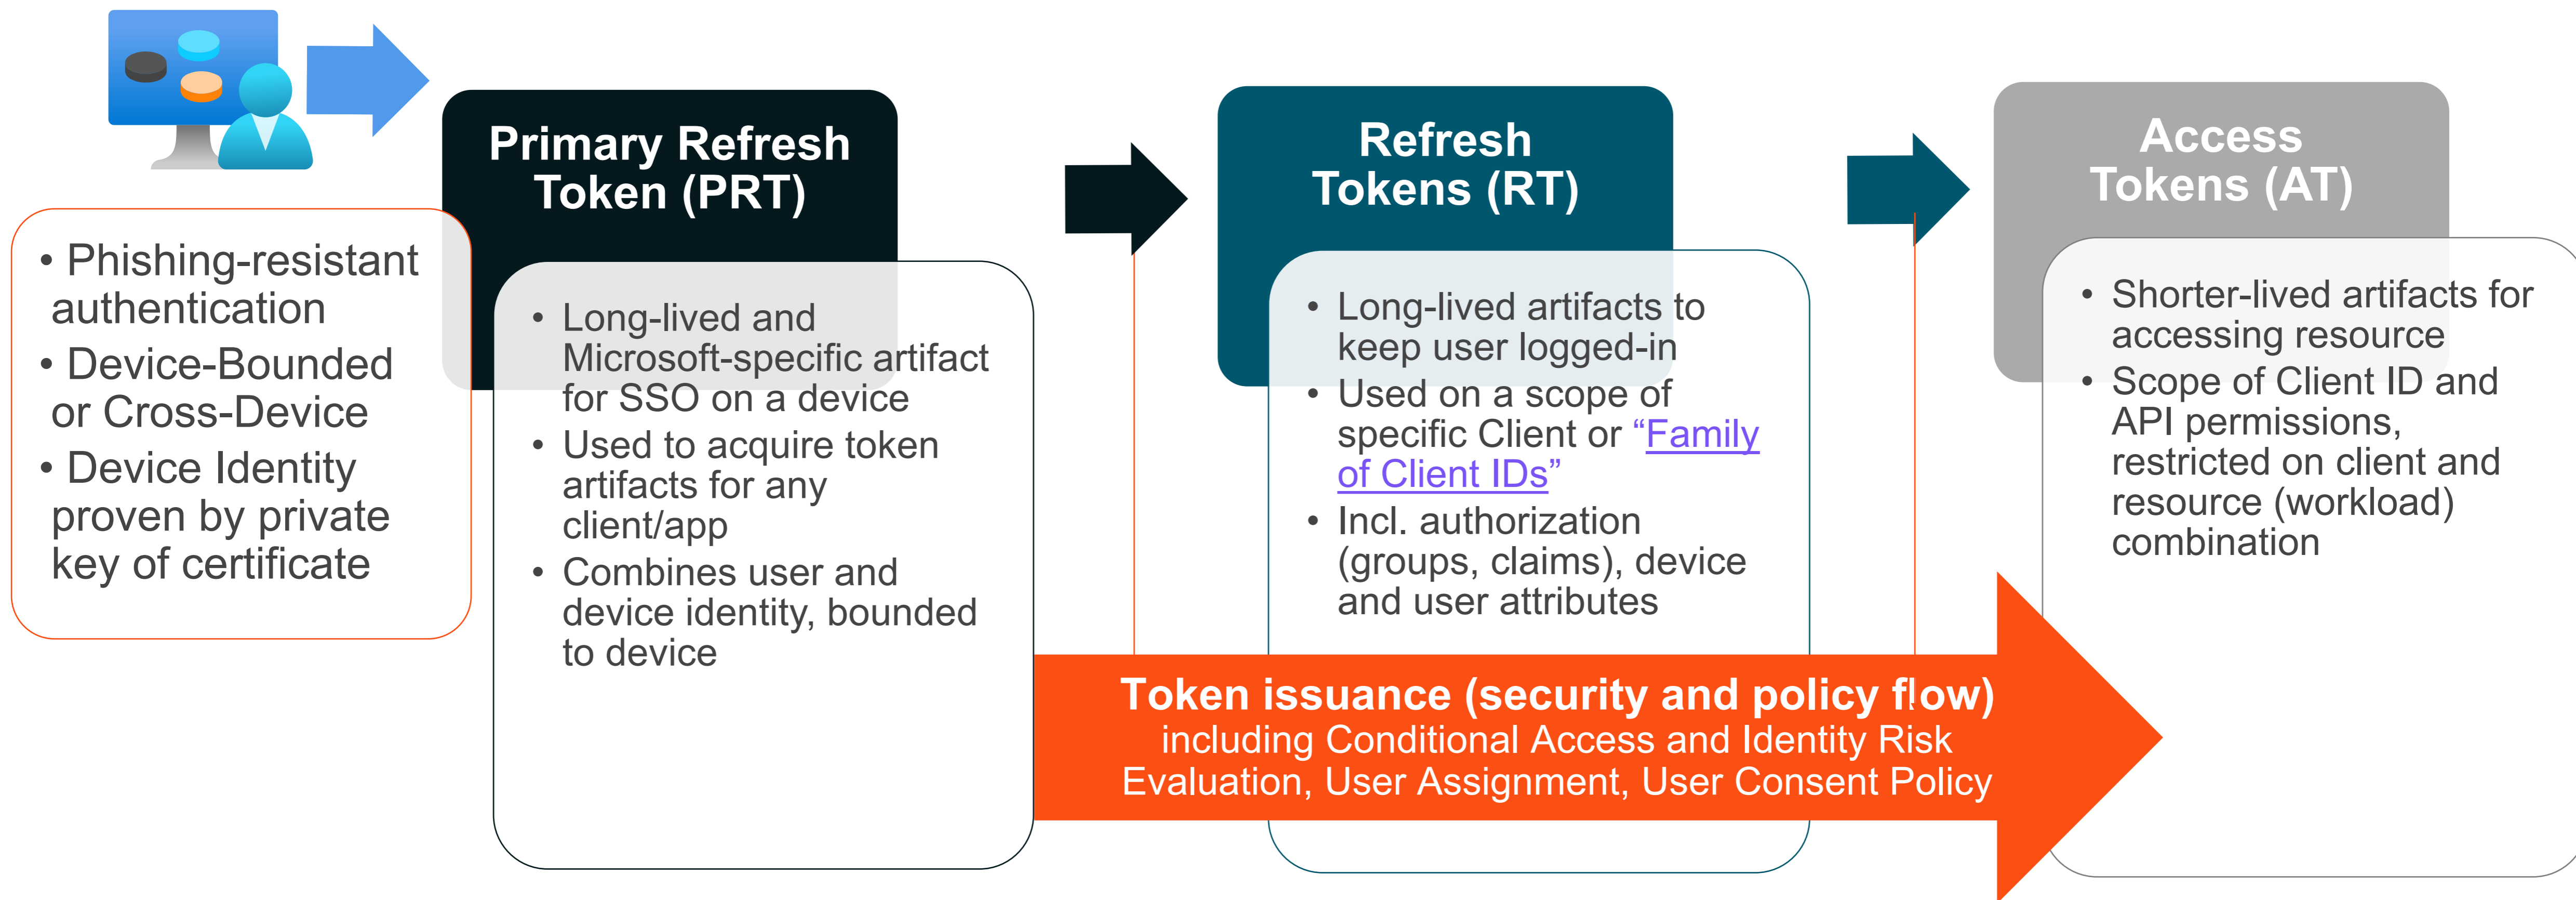 • Phishing-resistant
authentication
• Device-Bounded
or Cross-Device
• Device Identity
proven by private
key of certificate
Primary Refresh
Token (PRT)
• Long-lived and
Microsoft-specific artifact
for SSO on a device
• Used to acquire token
artifacts for any
client/app
• Combines user and
device identity, bounded
to device
Refresh
Tokens (RT)
• Long-lived artifacts to
keep user logged-in
• Used on a scope of
specific Client or “Family
of Client IDs”
• Incl. authorization
(groups, claims), device
and user attributes
Access
Tokens (AT)
• Shorter-lived artifacts for
accessing resource
• Scope of Client ID and
API permissions,
restricted on client and
resource (workload)
combination
Token issuance (security and policy flow)
including Conditional Access and Identity Risk
Evaluation, User Assignment, User Consent Policy